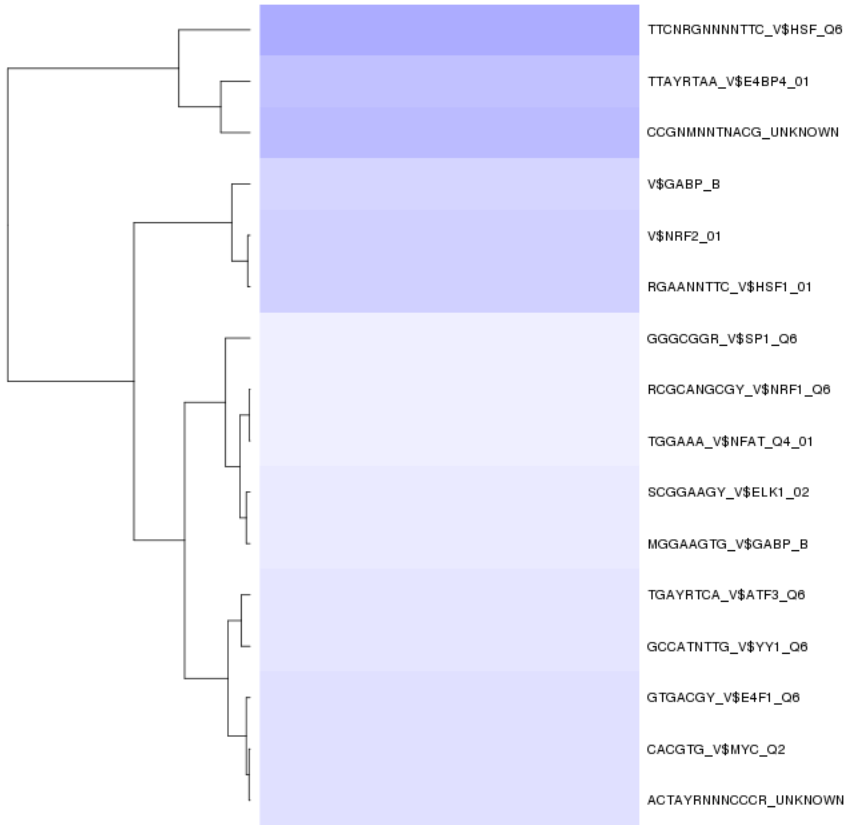 TTCNRGNNNNTTC_V$HSF_Q6
TTAYRTAA_V$E4BP4_01
CCGNMNNTNACG_UNKNOWN
V$GABP_B
V$NRF2_01
RGAANNTTC_V$HSF1_01
GGGCGGR_V$SP1_Q6
RCGCANGCGY_V$NRF1_Q6
TGGAAA_V$NFAT_Q4_01
SCGGAAGY_V$ELK1_02
MGGAAGTG_V$GABP_B
TGAYRTCA_V$ATF3_Q6
GCCATNTTG_V$YY1_Q6
GTGACGY_V$E4F1_Q6
CACGTG_V$MYC_Q2
ACTAYRNNNCCCR_UNKNOWN